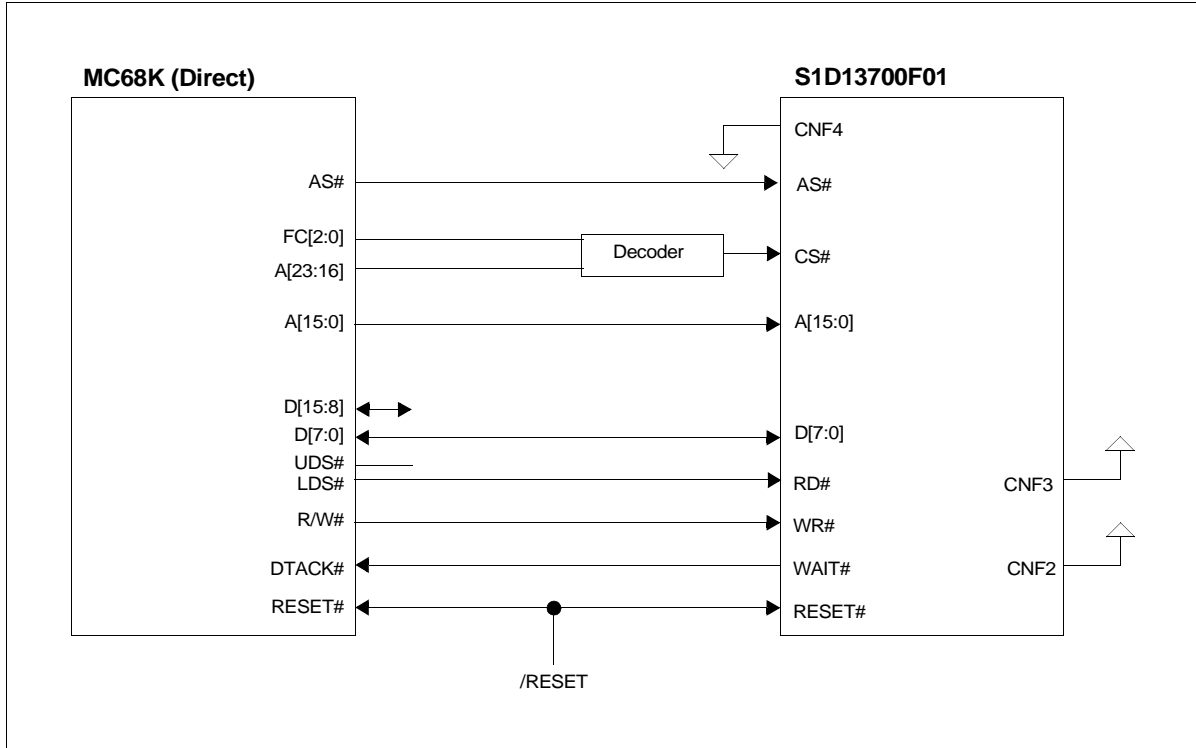 MC68K (Direct)
S1D13700F01
CNF4
AS#
AS#
FC[2:0]
Decoder
CS#
A[23:16]
A[15:0]
A[15:0]
D[15:8]
D[7:0]
D[7:0]
UDS#
LDS#
RD#
CNF3
R/W#
WR#
DTACK#
WAIT#
CNF2
RESET#
RESET#
/RESET